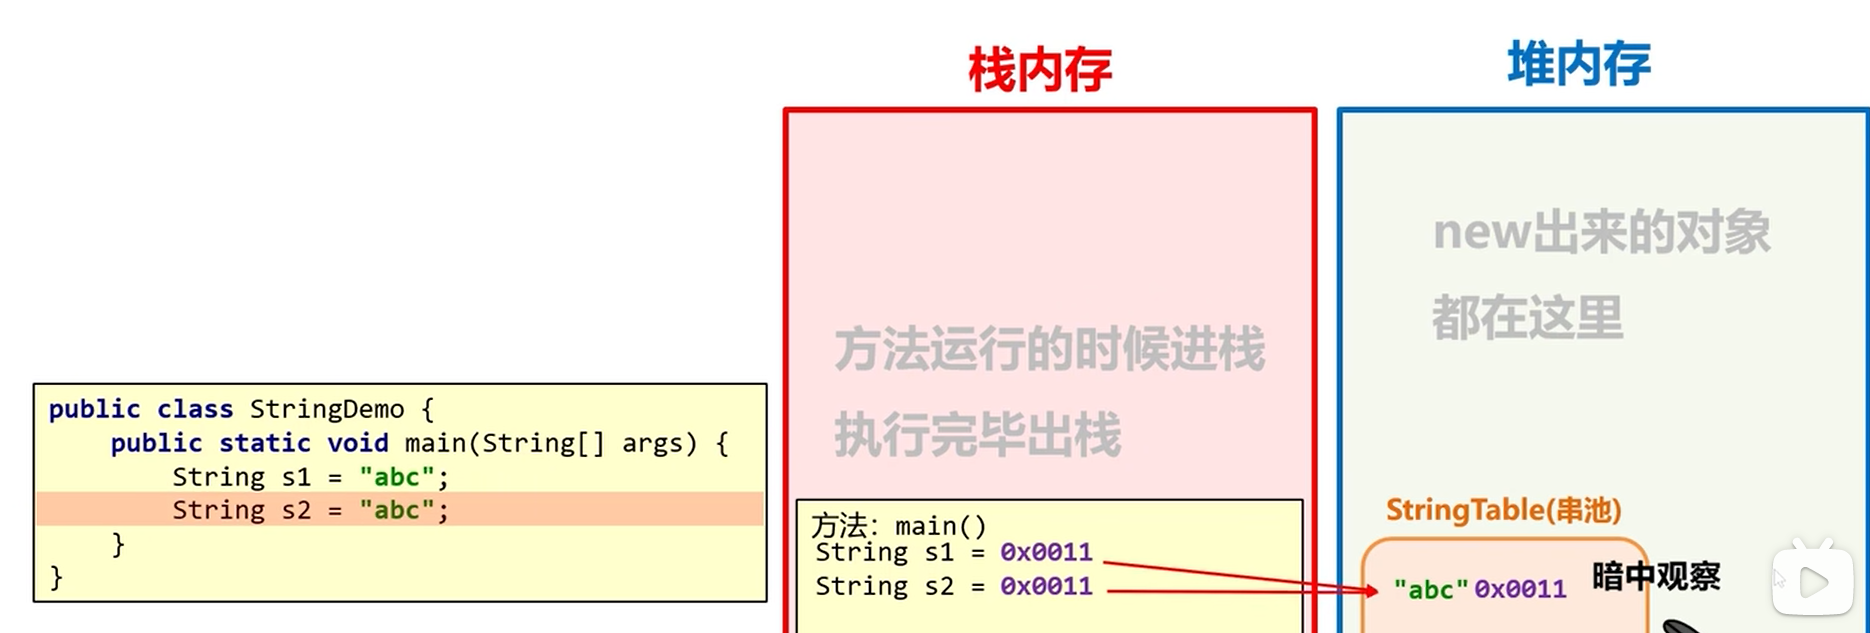 栈内存
堆内存
new出来的对象
都在这里
方法运行的时候进栈
执行完毕出栈
public class StringDemo {
    public static void main(String[] args) {
        String s1 = "abc";
        String s2 = "abc";
    }
}
方法：main()
String s1 = 0x0011
String s2 = 0x0011
StringTable(串池)
"abc" 0x0011
暗中观察